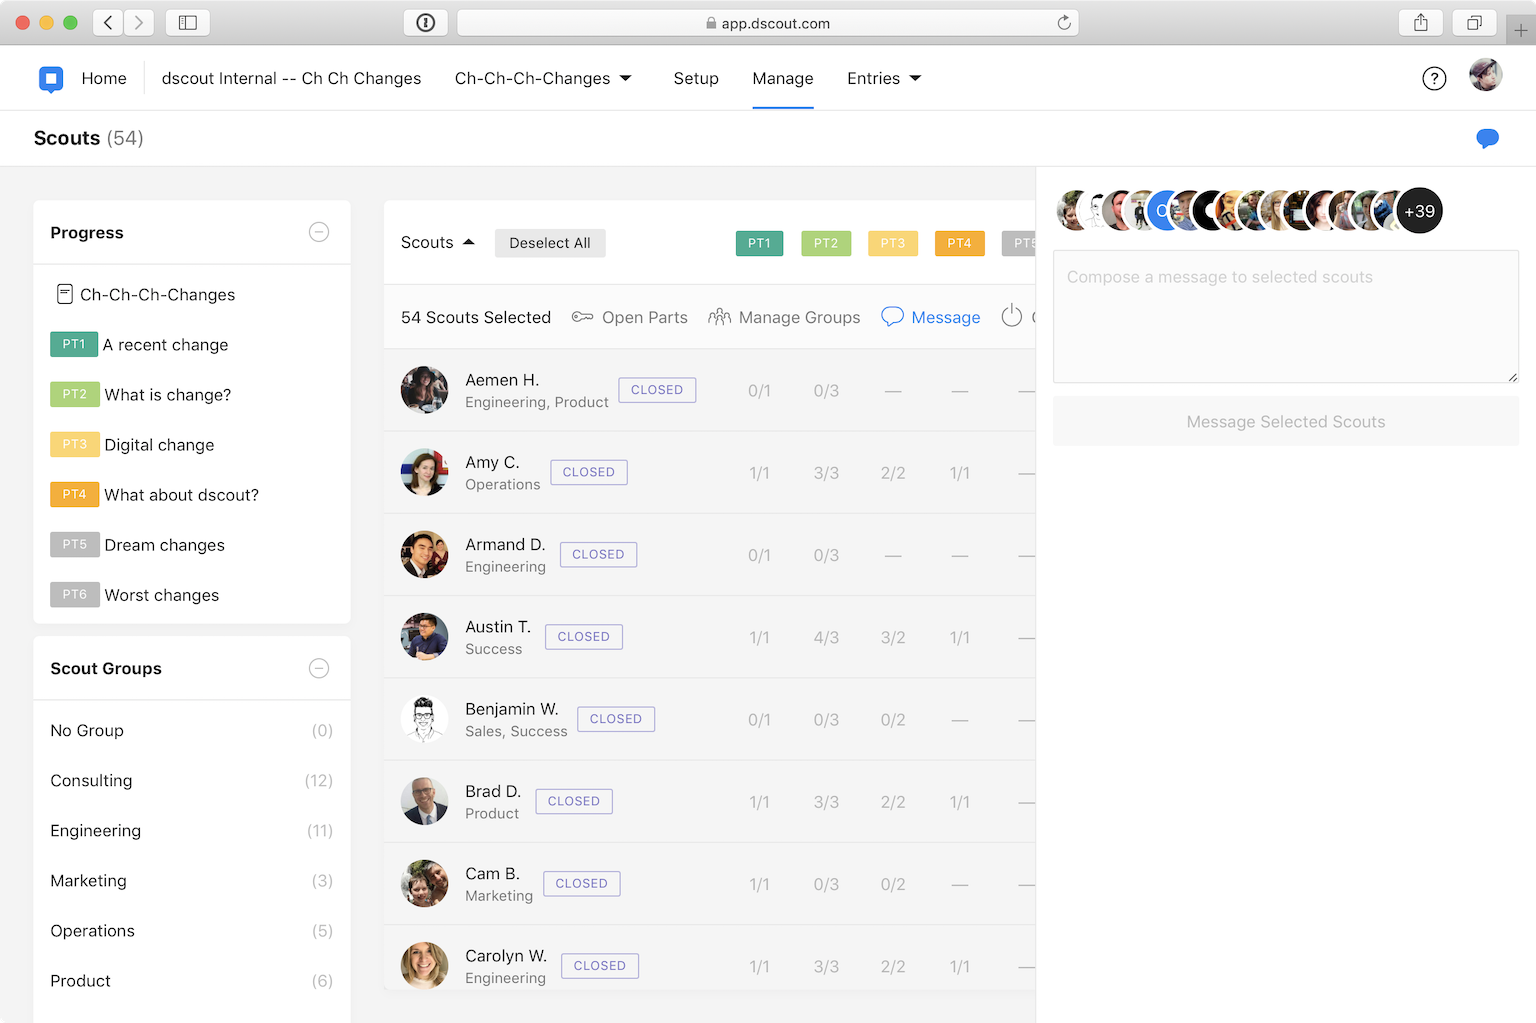 app.dscout.com
Home
dscout Internal -- Ch Ch Changes
Ch-Ch-Ch-Changes
Setup
Manage
Entries
?
Scouts (54)
Progress
Ch-Ch-Ch-Changes
PT1 A recent change
PT2 What is change?
PT3 Digital change
PT4 What about dscout?
PT5 Dream changes
PT6 Worst changes
Scout Groups
No Group (0)
Consulting (12)
Engineering (11)
Marketing (3)
Operations (5)
Product (6)
Scouts Deselect All PT1 PT2 PT3 PT4 PT5
54 Scouts Selected Open Parts Manage Groups Message
Aemen H.
Engineering, Product
CLOSED 0/1 0/3 — — —
Amy C.
Operations
CLOSED 1/1 3/3 2/2 1/1 —
Armand D.
Engineering
CLOSED 0/1 0/3 — — —
Austin T.
Success
CLOSED 1/1 4/3 3/2 1/1 —
Benjamin W.
Sales, Success
CLOSED 0/1 0/3 0/2 — —
Brad D.
Product
CLOSED 1/1 3/3 2/2 1/1 —
Cam B.
Marketing
CLOSED 1/1 0/3 0/2 — —
Carolyn W.
Engineering
CLOSED 1/1 3/3 2/2 1/1 —
+39
Compose a message to selected scouts
Message Selected Scouts